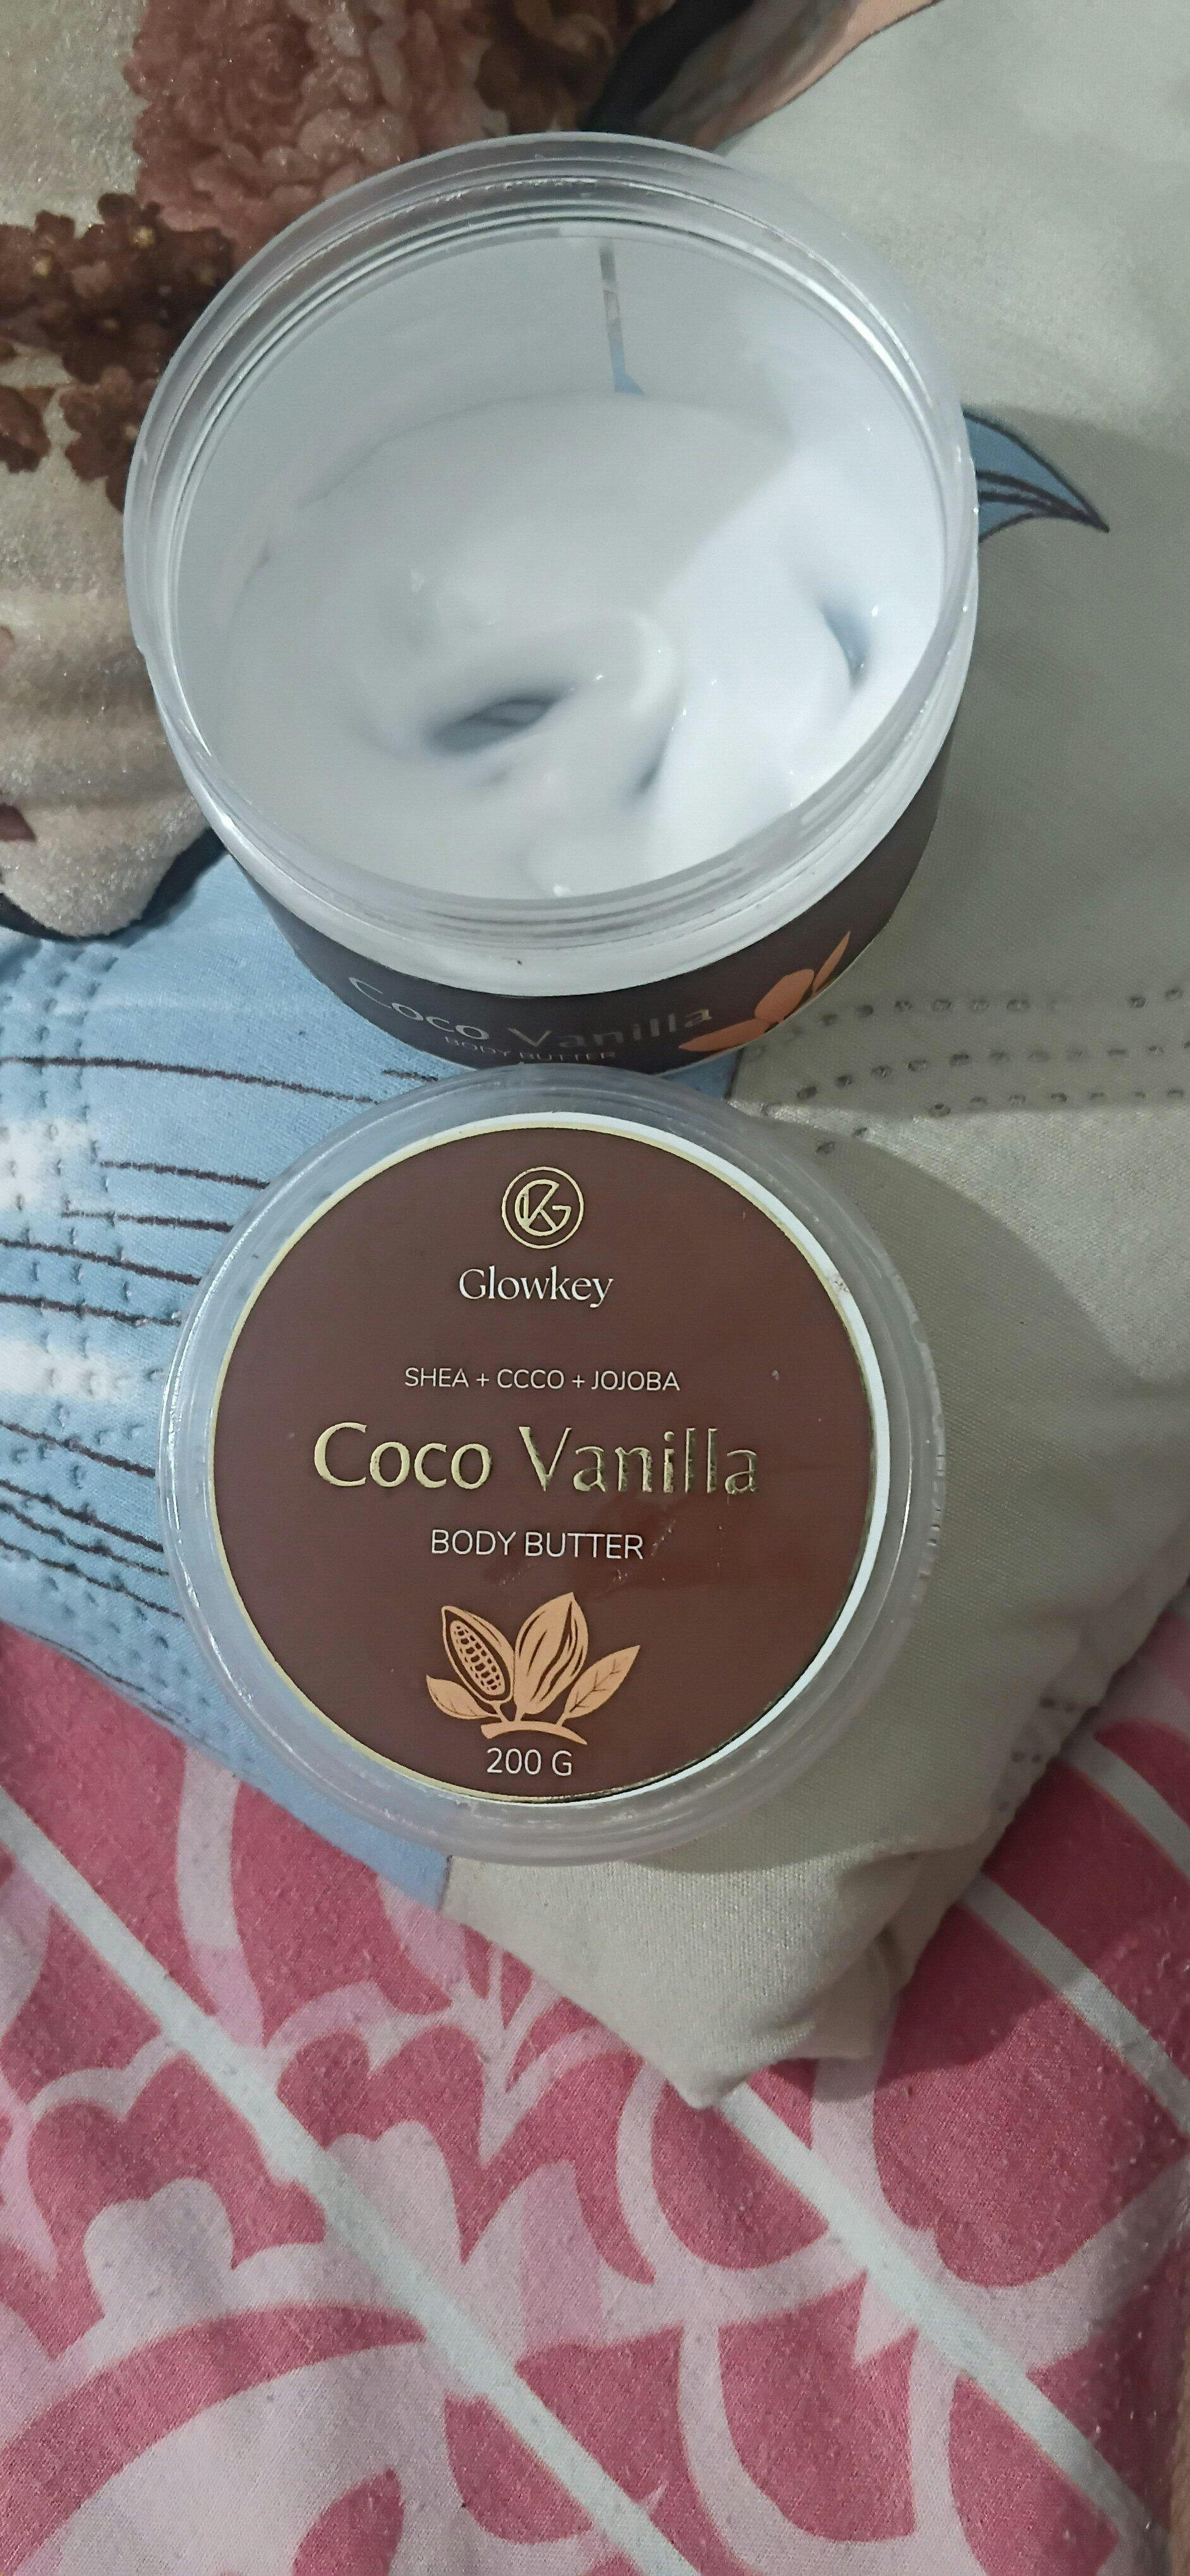 Coco Vanilla
BODY BUTTER
Glowkey
SHEA + CCCO + JOJOBA
Coco Vanilla
BODY BUTTER
200 G